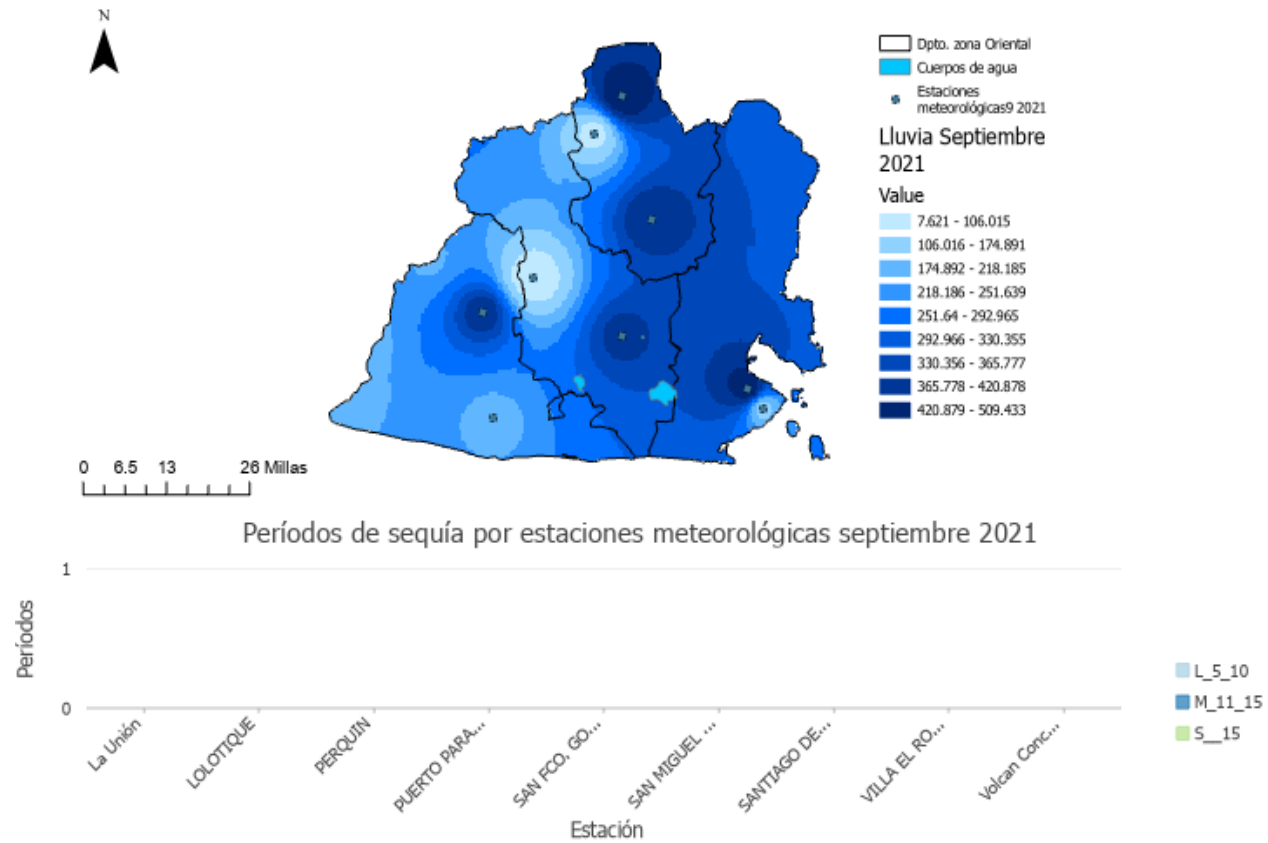 N
Dpto. zona Oriental
Cuerpos de agua
Estaciones
meteorológicas9 2021
Lluvia Septiembre
2021
Value
7.621 - 106.015
106.016 - 174.891
174.892 - 218.185
218.186 - 251.639
251.64 - 292.965
292.966 - 330.355
330.356 - 365.777
365.778 - 420.878
420.879 - 509.433
0 6.5 13 26 Millas
Períodos de sequía por estaciones meteorológicas septiembre 2021
1
Períodos
0
La Unión
LOLOTIQUE
PERQUIN
PUERTO PARA...
SAN FCO. GO...
SAN MIGUEL ...
SANTIAGO DE...
VILLA EL RO...
Volcan Conc...
Estación
L_5_10
M_11_15
S__15